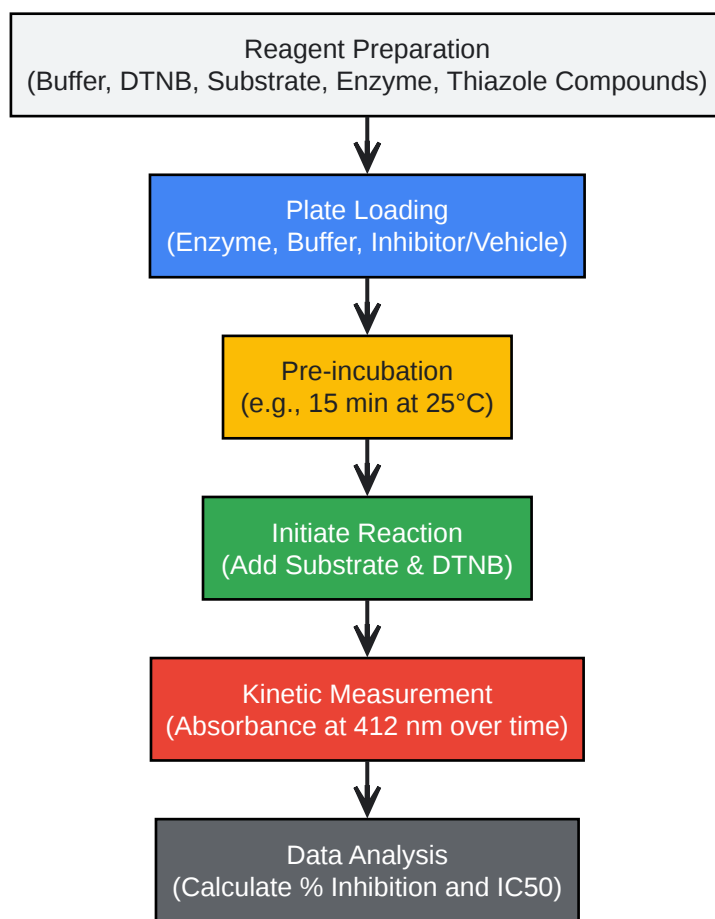 Reagent Preparation
(Buffer, DTNB, Substrate, Enzyme, Thiazole Compounds)
Plate Loading
(Enzyme, Buffer, Inhibitor/Vehicle)
Pre-incubation
(e.g., 15 min at 25°C)
Initiate Reaction
(Add Substrate & DTNB)
Kinetic Measurement
(Absorbance at 412 nm over time)
Data Analysis
(Calculate % Inhibition and IC50)